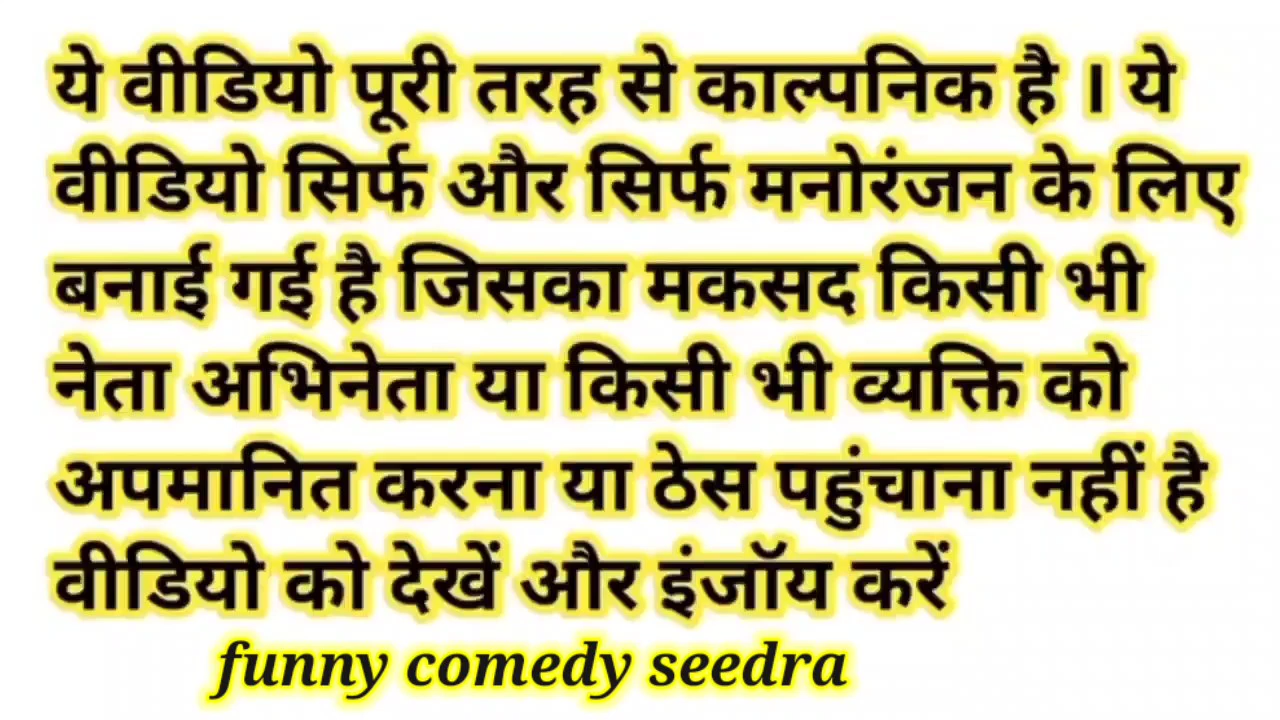 ये वीडियो पूरी तरह से काल्पनिक है । ये
वीडियो सिर्फ और सिर्फ मनोरंजन के लिए
बनाई गई है जिसका मकसद किसी भी
नेता अभिनेता या किसी भी व्यक्ति को
अपमानित करना या ठेस पहुंचाना नहीं है
वीडियो को देखें और इंजॉय करें
funny comedy seedra